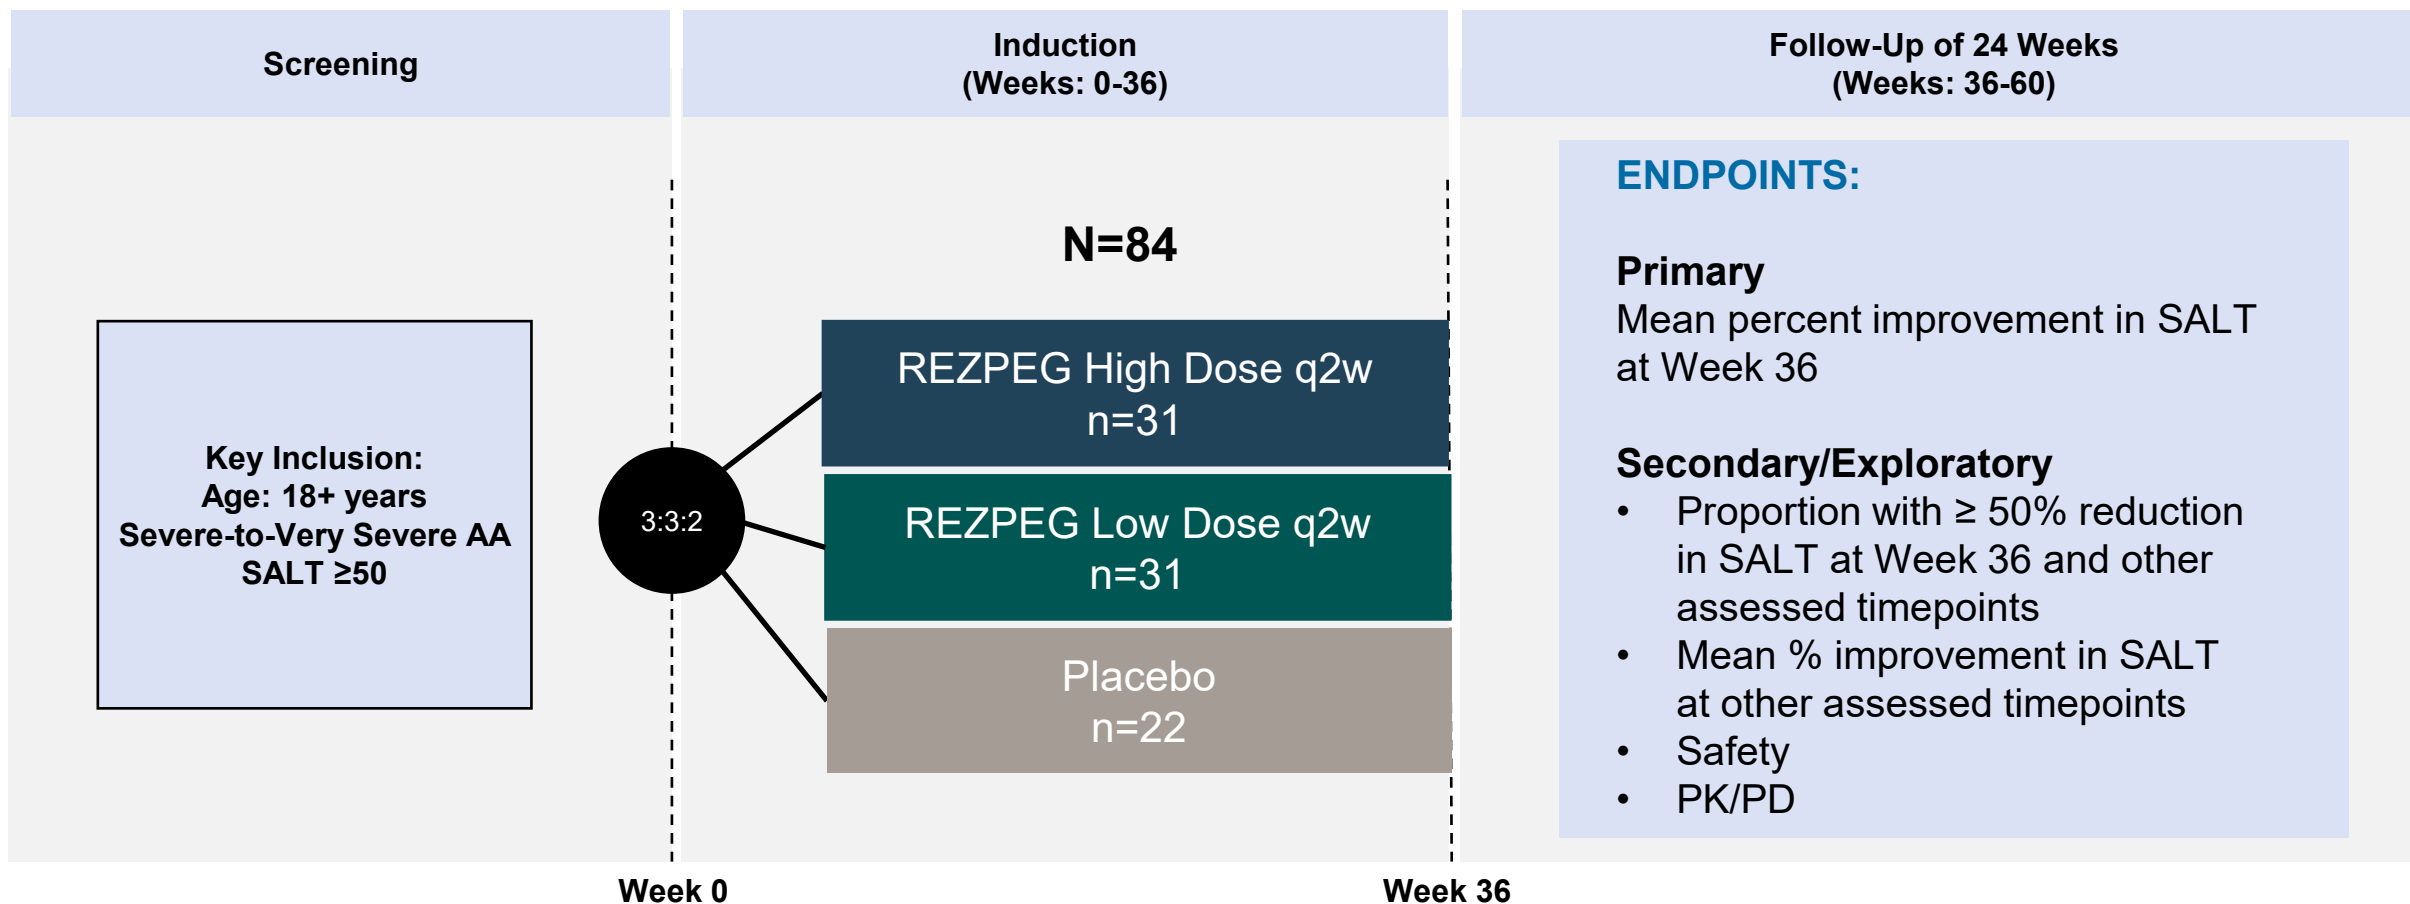 Screening
Induction
(Weeks: 0-36)
Follow-Up of 24 Weeks
(Weeks: 36-60)
Key Inclusion:
Age: 18+ years
Severe-to-Very Severe AA
SALT ≥50
3:3:2
N=84
REZPEG High Dose q2w
n=31
REZPEG Low Dose q2w
n=31
Placebo
n=22
ENDPOINTS:
Primary
Mean percent improvement in SALT
at Week 36
Secondary/Exploratory
• Proportion with ≥ 50% reduction
in SALT at Week 36 and other
assessed timepoints
• Mean % improvement in SALT
at other assessed timepoints
• Safety
• PK/PD
Week 0
Week 36